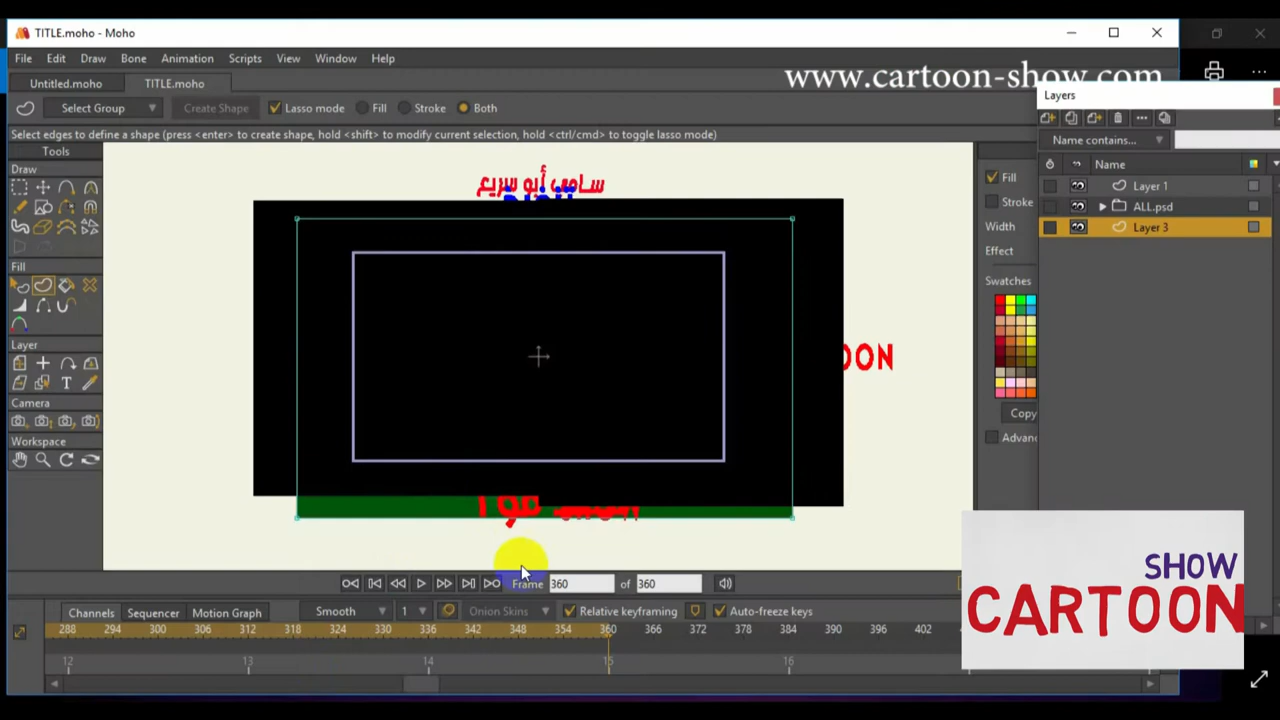 TITLE.moho - Moho
File Edit Draw Bone Animation Scripts View Window Help
www.cartoon-show.com
Untitled.moho TITLE.moho
Layers
Select Group Create Shape Lasso mode Fill Stroke Both
Select edges to define a shape (press <enter> to create shape, hold <shift> to modify current selection, hold <ctrl/cmd> to toggle lasso mode)
Name contains...
Tools
Name
Draw
سامى أبو سريع
Fill
Layer 1
Stroke
ALL.psd
Width
Layer 3
Effect
Fill
Swatches
Layer
OON
Camera
Copy
Advan
Workspace
SHOW
CARTOON
Frame 360 of 360
Channels Sequencer Motion Graph Smooth 1 Onion Skins Relative keyframing Auto-freeze keys
288 294 300 306 312 318 324 330 336 342 348 354 360 366 372 378 384 390 396 402
12 13 14 15 16